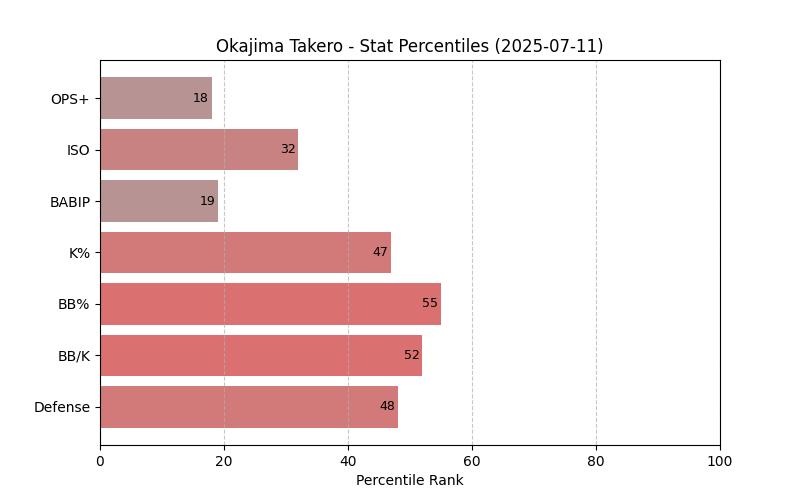 Okajima Takero - Stat Percentiles (2025-07-11)
OPS+ 18
ISO 32
BABIP 19
K% 47
BB% 55
BB/K 52
Defense 48
0 20 40 60 80 100
Percentile Rank